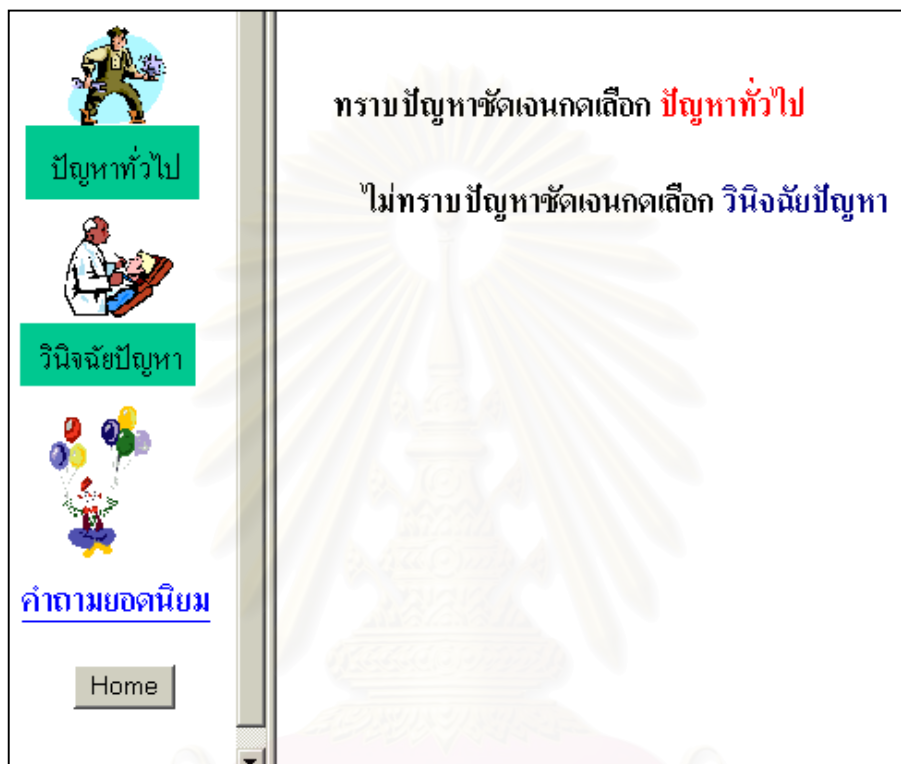 ปัญหาทั่วไป
วินิจฉัยปัญหา
คำถามยอดนิยม
Home
ทราบปัญหาชัดเจนกดเลือก ปัญหาทั่วไป
ไม่ทราบปัญหาชัดเจนกดเลือก วินิจฉัยปัญหา